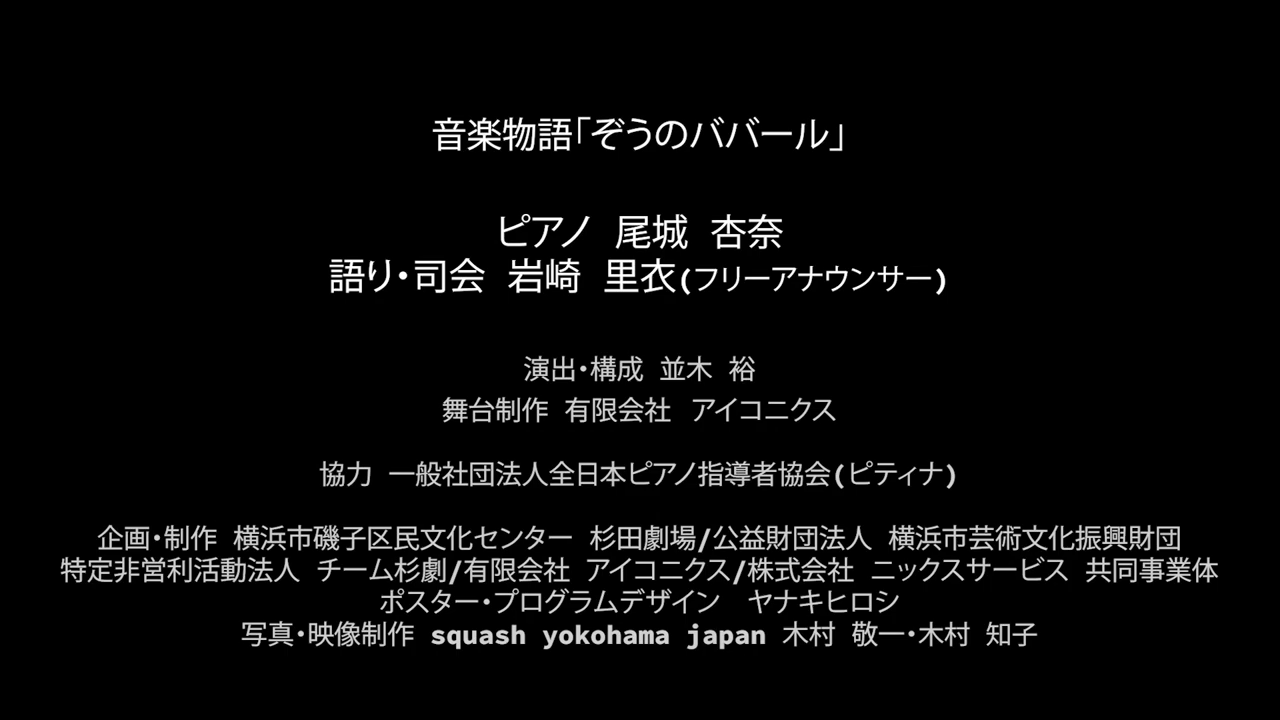 音楽物語「ぞうのババール」
ピアノ 尾城 杏奈
語り・司会 岩崎 里衣(フリーアナウンサー)
演出・構成 並木 裕
舞台制作 有限会社 アイコニクス
協力 一般社団法人全日本ピアノ指導者協会(ピティナ)
企画・制作 横浜市磯子区民文化センター 杉田劇場/公益財団法人 横浜市芸術文化振興財団
特定非営利活動法人 チーム杉劇/有限会社 アイコニクス/株式会社 ニックスサービス 共同事業体
ポスター・プログラムデザイン ヤナキヒロシ
写真・映像制作 squash yokohama japan 木村 敬一・木村 知子